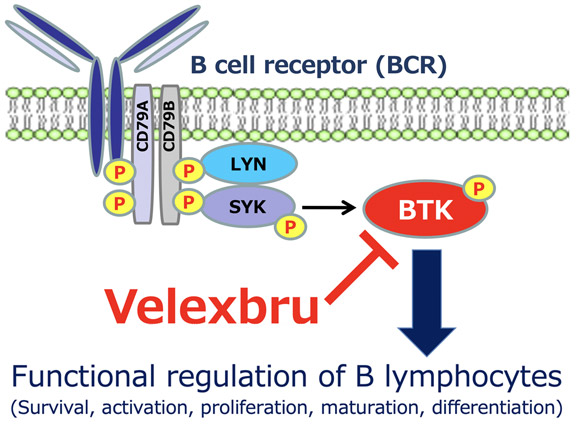 B cell receptor (BCR)
CD79A
CD79B
P
P
LYN
P
P
SYK
P
P
BTK
Velexbru
Functional regulation of B lymphocytes
(Survival, activation, proliferation, maturation, differentiation)